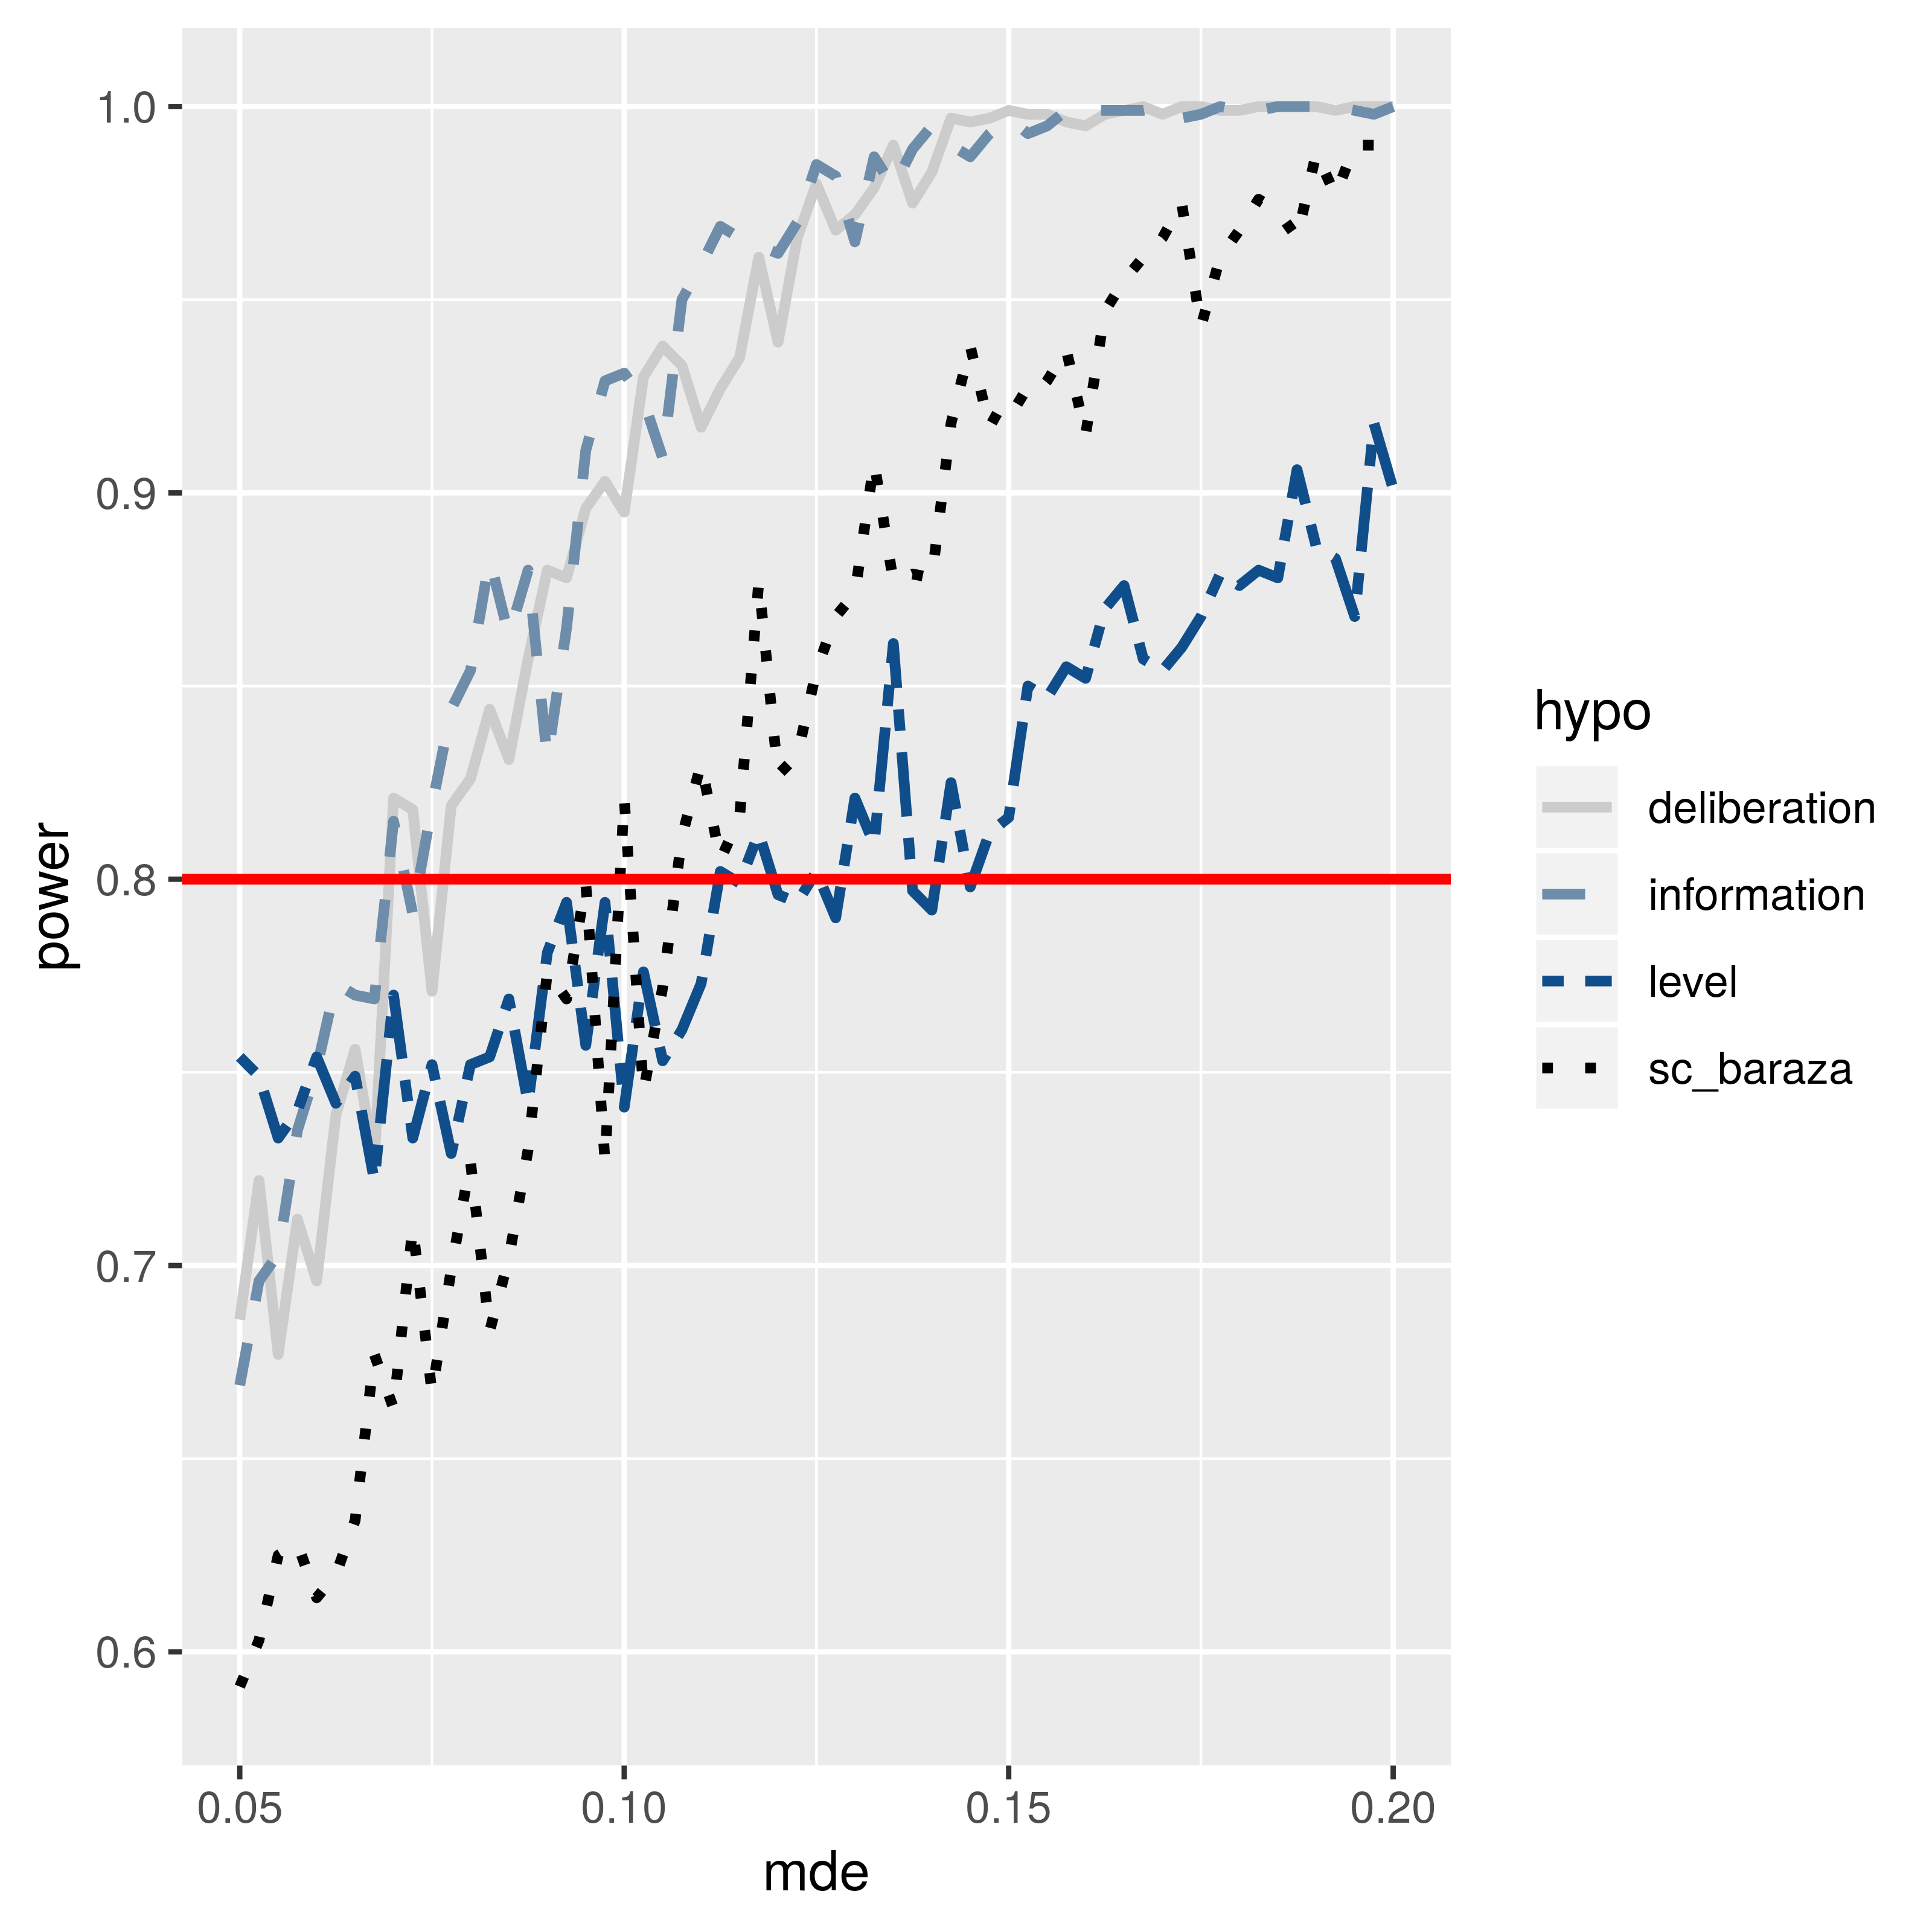 1.0
0.9
0.8
0.7
0.6
power
0.05 0.10 0.15 0.20
mde
hypo
deliberation
information
level
sc_baraza